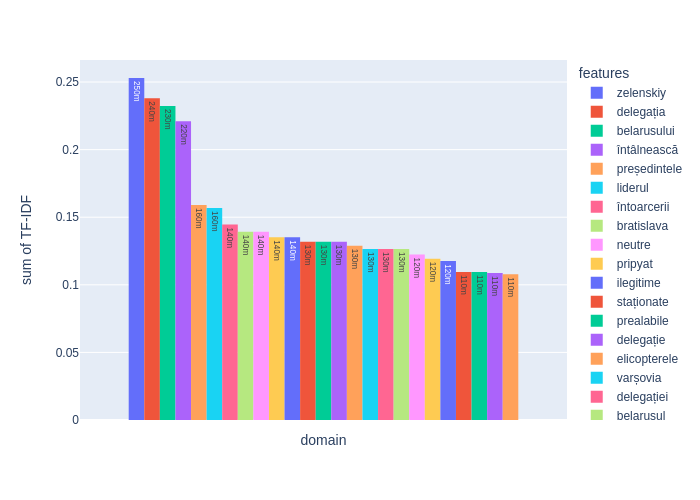 features
zelenskiy
delegația
belarusului
întâlnească
președintele
liderul
întoarcerii
bratislava
neutre
pripyat
ilegitime
staționate
prealabile
delegație
elicopterele
varșovia
delegației
belarusul
sum of TF-IDF
0.25
0.2
0.15
0.1
0.05
0
250m
240m
230m
220m
160m
160m
140m
140m
140m
140m
140m
130m
130m
130m
130m
130m
130m
130m
120m
120m
120m
110m
110m
110m
110m
domain